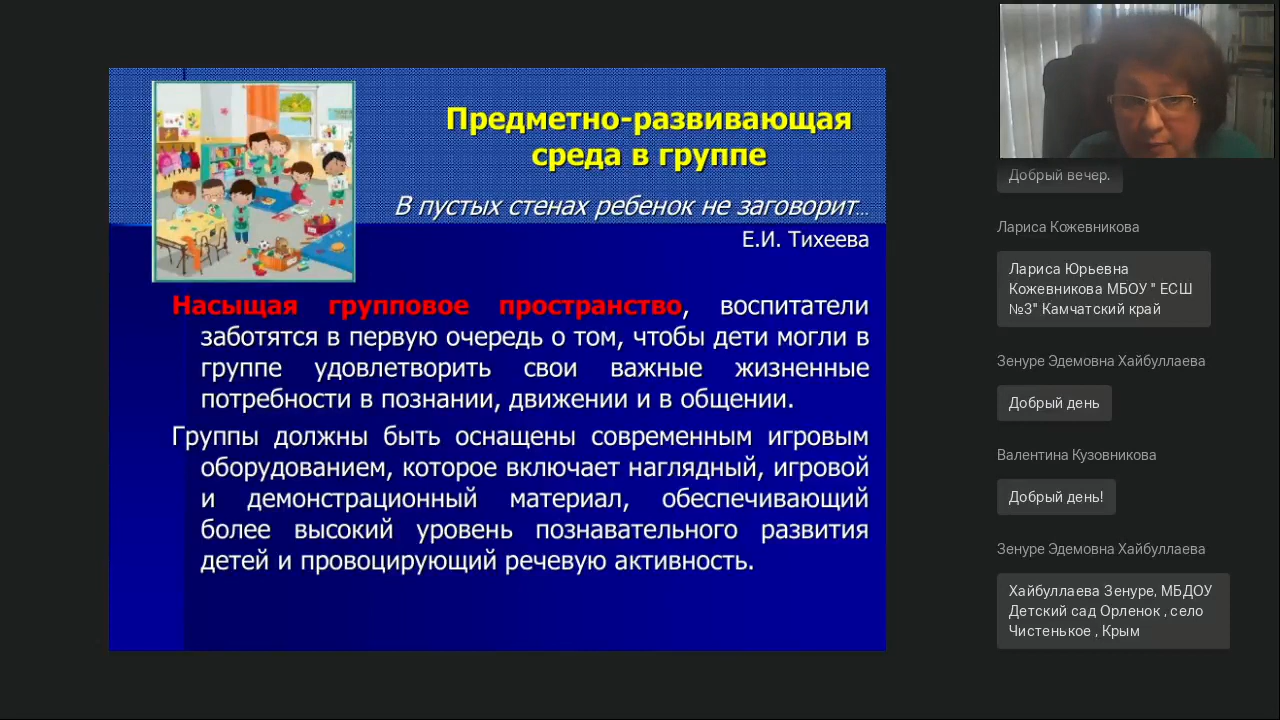 Предметно-развивающая
среда в группе
В пустых стенах ребенок не заговорит...
Е.И. Тихеева
Насыщая групповое пространство, воспитатели
заботятся в первую очередь о том, чтобы дети могли в
группе удовлетворить свои важные жизненные
потребности в познании, движении и в общении.
Группы должны быть оснащены современным игровым
оборудованием, которое включает наглядный, игровой
и демонстрационный материал, обеспечивающий
более высокий уровень познавательного развития
детей и провоцирующий речевую активность.
Добрый вечер.
Лариса Кожевникова
Лариса Юрьевна
Кожевникова МБОУ " ЕСШ
№3" Камчатский край
Зенуре Эдемовна Хайбуллаева
Добрый день
Валентина Кузовникова
Добрый день!
Зенуре Эдемовна Хайбуллаева
Хайбуллаева Зенуре, МБДОУ
Детский сад Орленок , село
Чистенькое , Крым